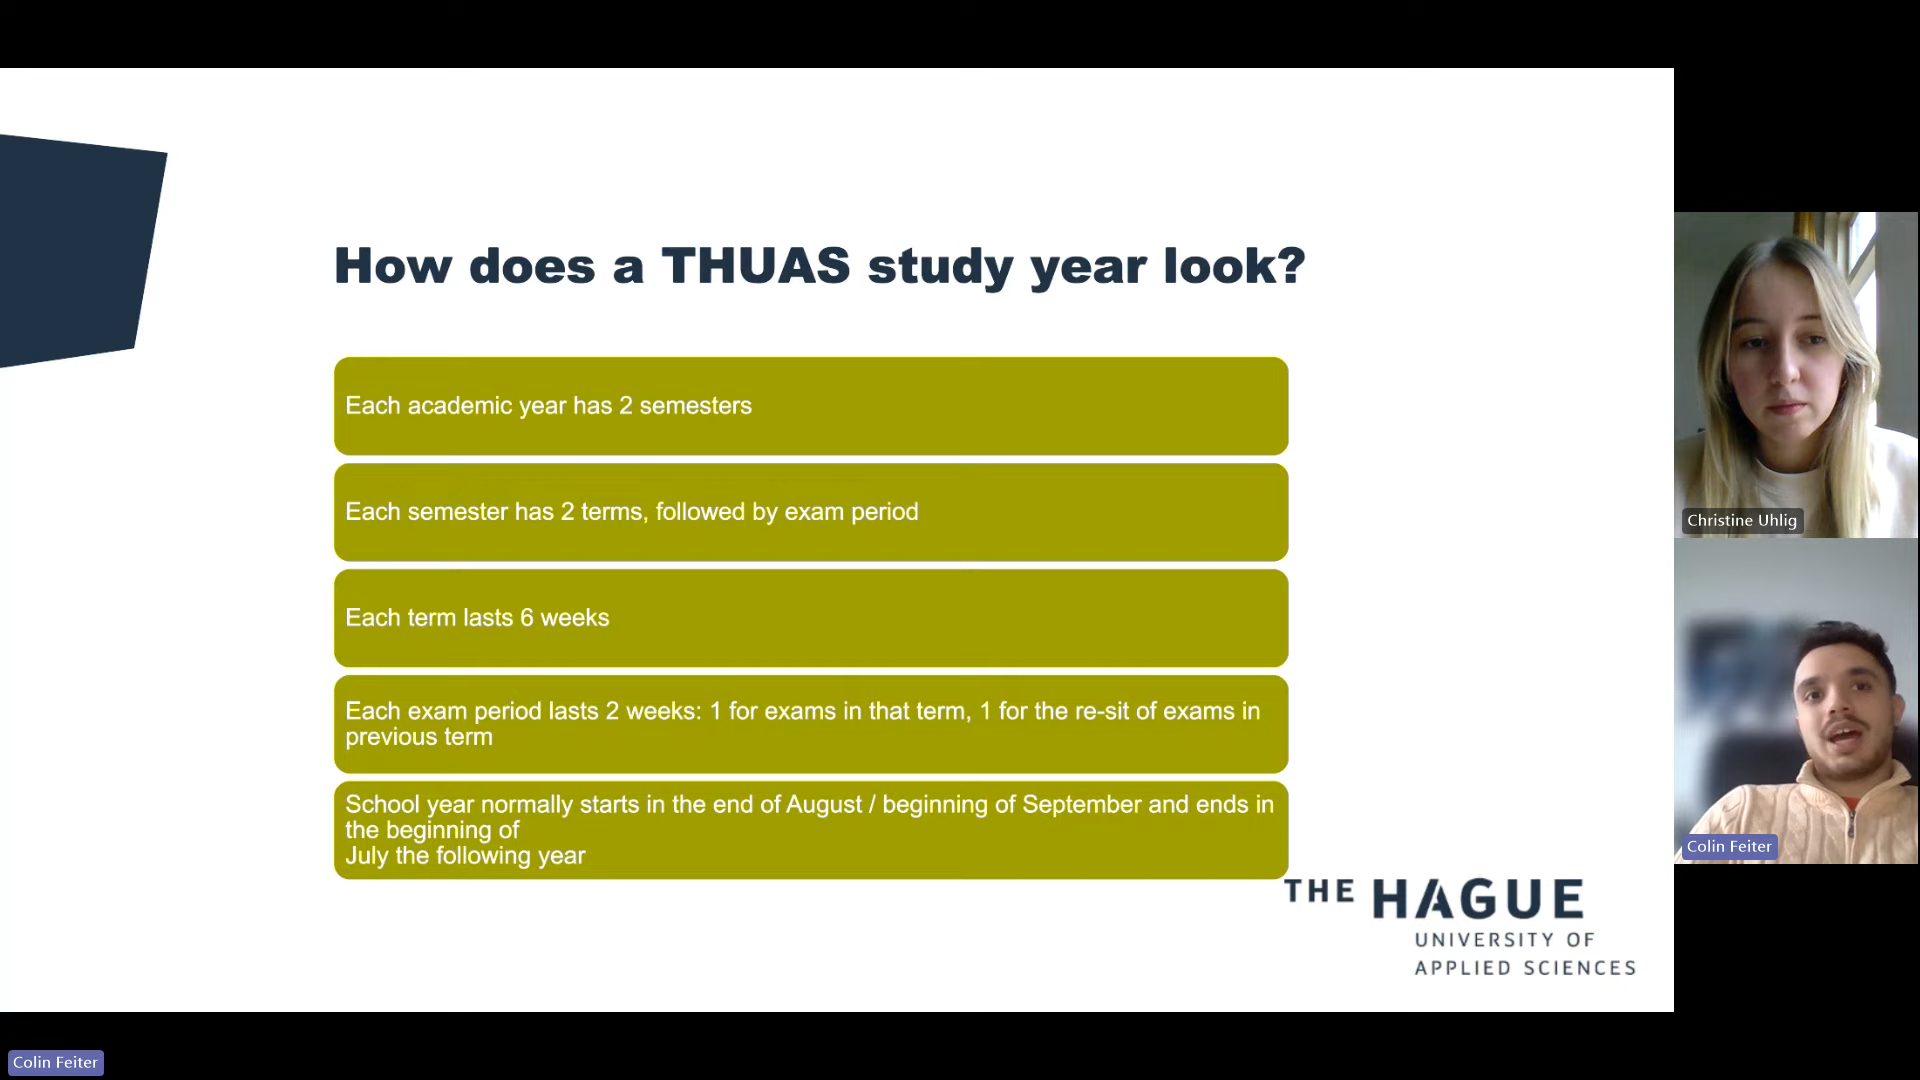 How does a THUAS study year look?
Each academic year has 2 semesters
Each semester has 2 terms, followed by exam period
Each term lasts 6 weeks
Each exam period lasts 2 weeks: 1 for exams in that term, 1 for the re-sit of exams in
previous term
School year normally starts in the end of August / beginning of September and ends in
the beginning of
July the following year
THE HAGUE
UNIVERSITY OF
APPLIED SCIENCES
Christine Uhlig
Colin Feiter
Colin Feiter